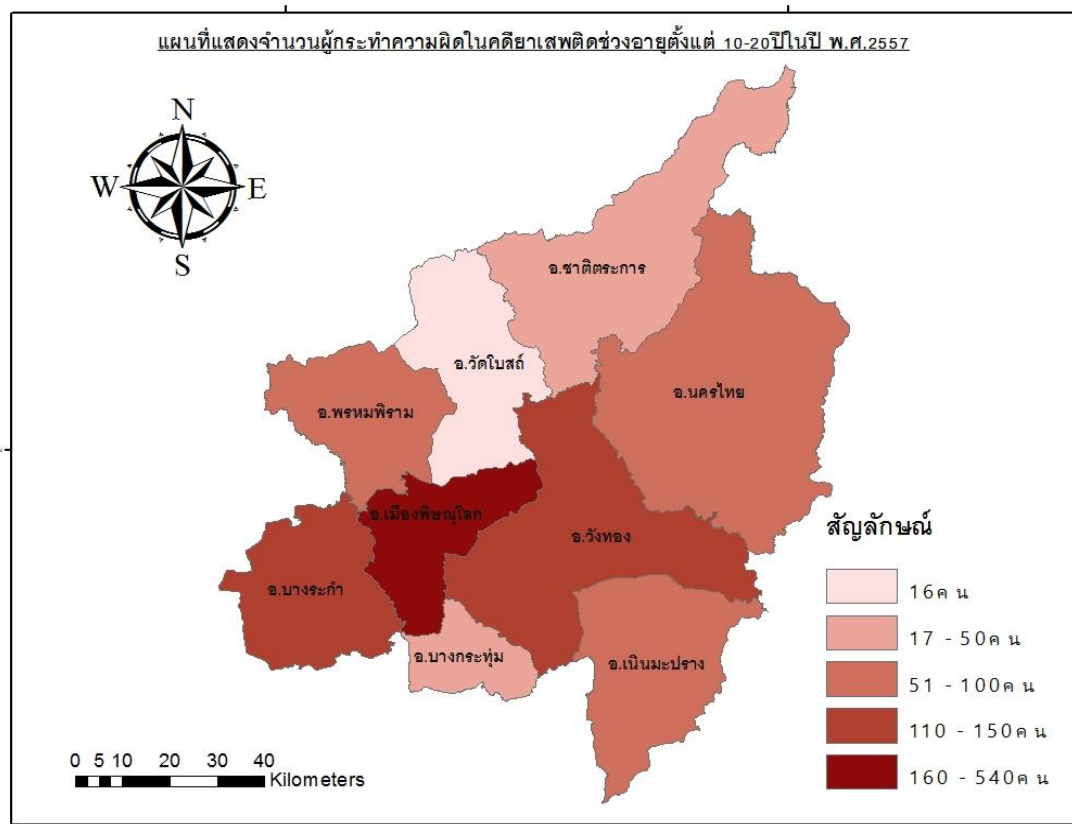 แผนที่แสดงจำนวนผู้กระทำความผิดในคดียาเสพติดช่วงอายุตั้งแต่ 10-20ปีในปี พ.ศ.2557
N
W E
S
อ.ชาติตระการ
อ.วัดโบสถ์
อ.นครไทย
อ.พรหมพิราม
อ.เมืองพิษณุโลก
อ.วังทอง
อ.บางระกำ
อ.บางกระทุ่ม
อ.เนินมะปราง
สัญลักษณ์
16คน
17 - 50คน
51 - 100คน
110 - 150คน
160 - 540คน
0 5 10 20 30 40
Kilometers